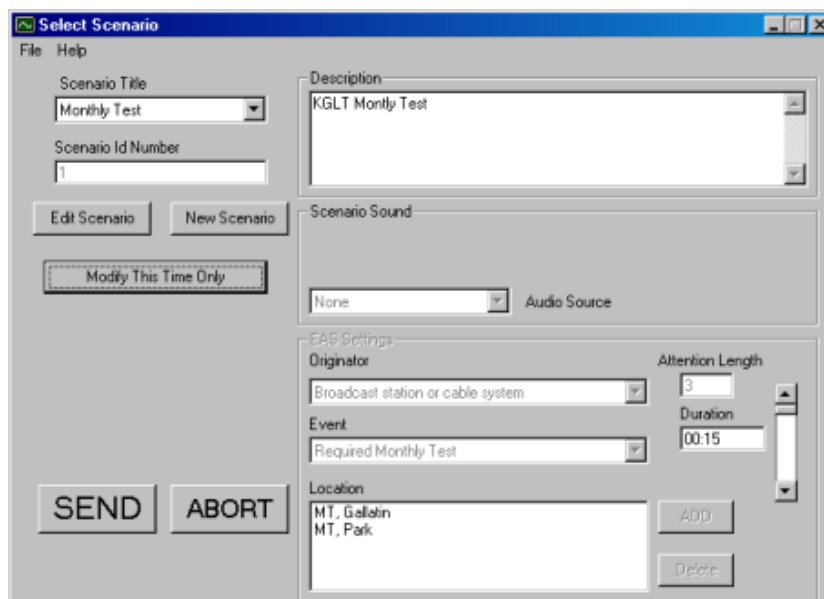 Select Scenario
File Help
Scenario Title
Monthly Test
Scenario Id Number
1
Edit Scenario
New Scenario
Modify This Time Only
SEND
ABORT
Description
KGLT Montly Test
Scenario Sound
None
Audio Source
EAS Settings
Originator
Broadcast station or cable system
Attention Length
3
Event
Required Monthly Test
Duration
00:15
Location
MT, Gallatin
MT, Park
ADD
Delete